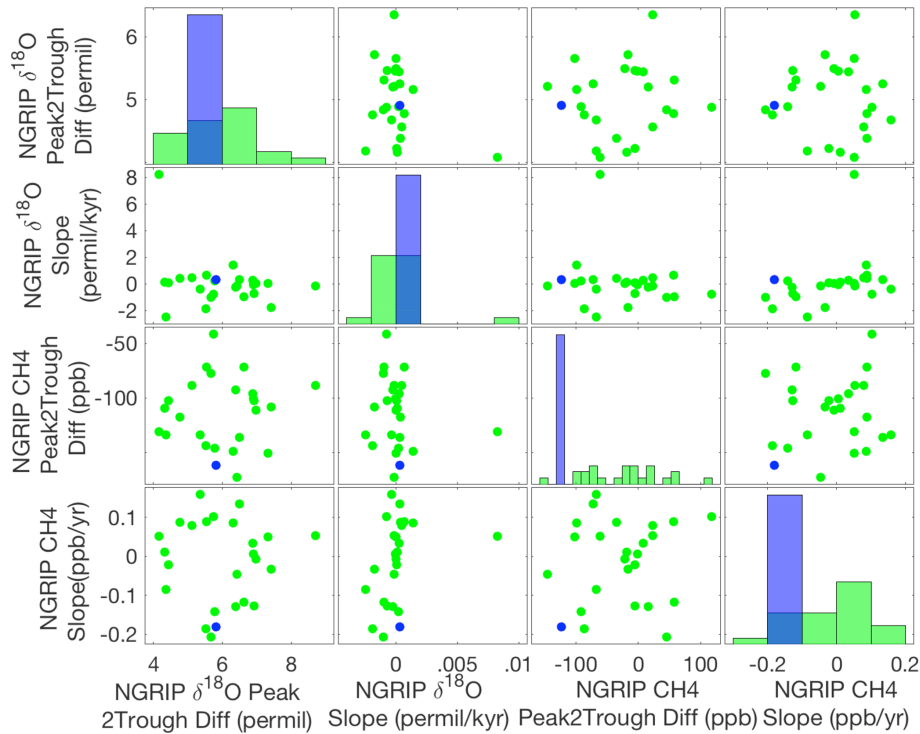 NGRIP δ18O
Peak2Trough
Diff (permil)
6
5
NGRIP δ18O
Slope
(permil/kyr)
8
6
4
2
0
-2
NGRIP CH4
Peak2Trough
Diff (ppb)
-50
-100
NGRIP CH4
Slope(ppb/yr)
0.1
0
-0.1
-0.2
4 6 8
0 .005 .01
-100 0 100
-0.2 0 0.2
NGRIP δ18O Peak
2Trough Diff (permil)
NGRIP δ18O
Slope (permil/kyr)
NGRIP CH4
Peak2Trough Diff (ppb)
NGRIP CH4
Slope (ppb/yr)